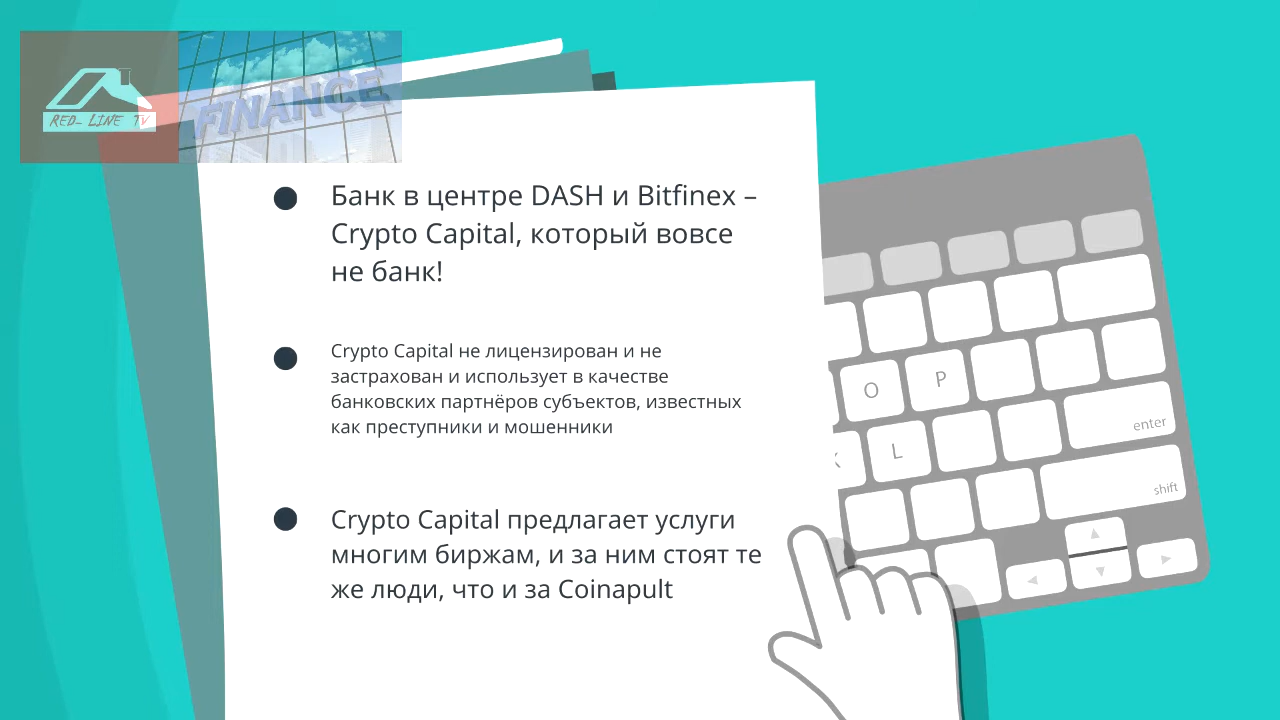 RED-LINE TV
FINANCE
Банк в центре DASH и Bitfinex –
Crypto Capital, который вовсе
не банк!
Crypto Capital не лицензирован и не
застрахован и использует в качестве
банковских партнёров субъектов, известных
как преступники и мошенники
Crypto Capital предлагает услуги
многим биржам, и за ним стоят те
же люди, что и за Coinapult
O
P
L
enter
shift